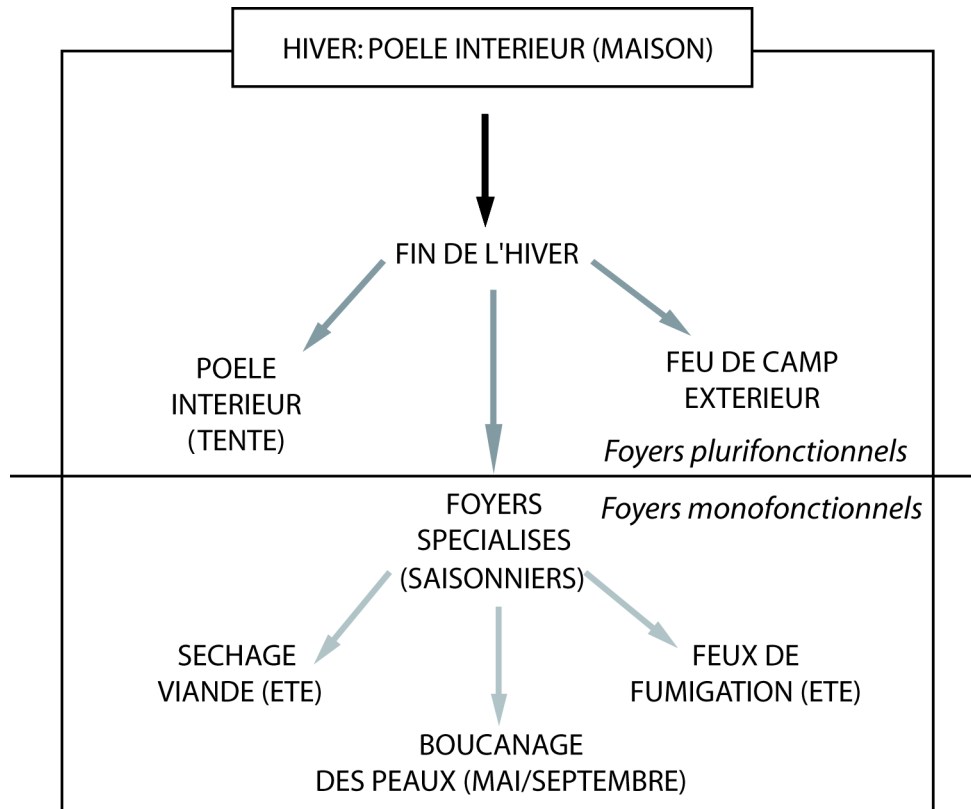 HIVER: POELE INTERIEUR (MAISON)
FIN DE L'HIVER
POELE
INTERIEUR
(TENTE)
FEU DE CAMP
EXTERIEUR
Foyers plurifonctionnels
Foyers monofonctionnels
FOYERS
SPECIALISES
(SAISONNIERS)
SECHAGE
VIANDE (ETE)
FEUX DE
FUMIGATION (ETE)
BOUCANAGE
DES PEAUX (MAI/SEPTEMBRE)